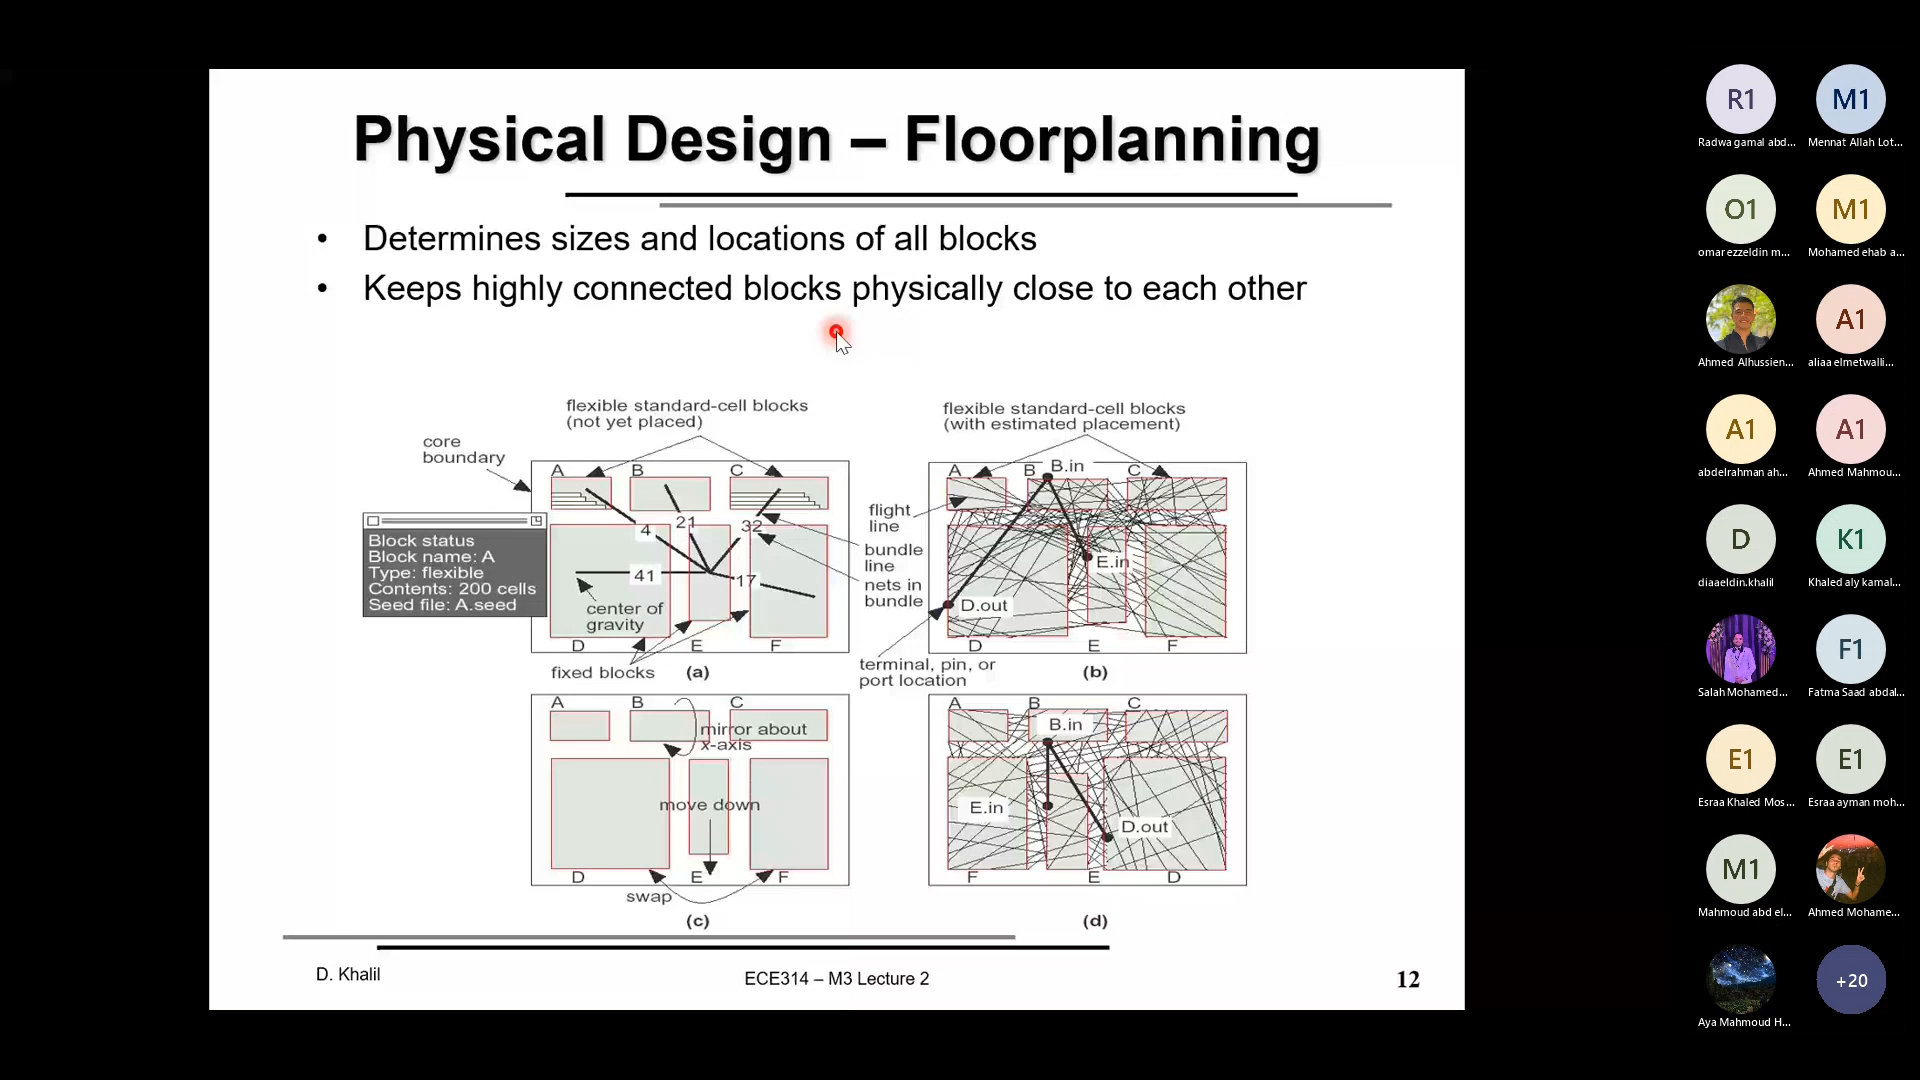 Physical Design – Floorplanning
• Determines sizes and locations of all blocks
• Keeps highly connected blocks physically close to each other
flexible standard-cell blocks
(not yet placed)
core
boundary
A
B
C
4
21
32
41
17
Block status
Block name: A
Type: flexible
Contents: 200 cells
Seed file: A.seed
center of
gravity
D
E
F
fixed blocks
(a)
flexible standard-cell blocks
(with estimated placement)
A
B
B.in
C
flight
line
bundle
line
nets in
bundle
E.in
D.out
D
E
F
terminal, pin, or
port location
(b)
A
B
C
mirror about
x-axis
move down
D
E
F
swap
(c)
A
B
C
B.in
E.in
D.out
F
E
D
(d)
D. Khalil
ECE314 – M3 Lecture 2
12
R1
M1
Radwa gamal abd...
Mennat Allah Lot...
O1
M1
omar ezzeldin m...
Mohamed ehab a...
A1
Ahmed Alhussien...
aliaa elmetwalli...
A1
A1
abdelrahman ah...
Ahmed Mahmou...
D
K1
diaaeldin.khalil
Khaled aly kamal...
F1
Salah Mohamed...
Fatma Saad abdal...
E1
E1
Esraa Khaled Mos...
Esraa ayman moh...
M1
Mahmoud abd el...
Ahmed Mohame...
+20
Aya Mahmoud H...